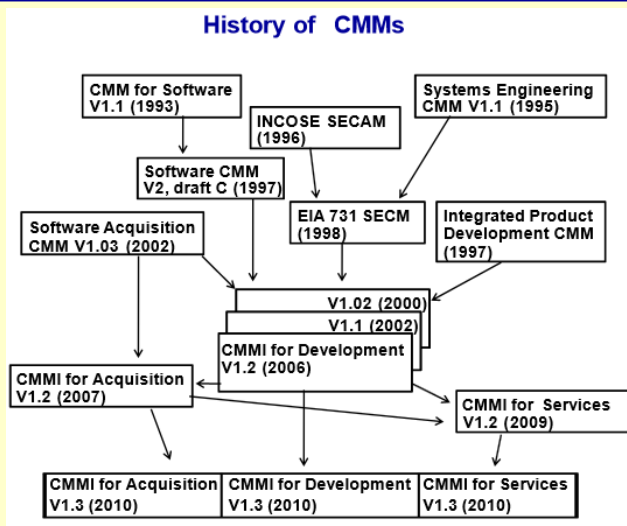 History of CMMs
CMM for Software
V1.1 (1993)
Systems Engineering
CMM V1.1 (1995)
INCOSE SECAM
(1996)
Software CMM
V2, draft C (1997)
EIA 731 SECM
(1998)
Integrated Product
Development CMM
(1997)
Software Acquisition
CMM V1.03 (2002)
V1.02 (2000)
V1.1 (2002)
CMMI for Development
V1.2 (2006)
CMMI for Acquisition
V1.2 (2007)
CMMI for Services
V1.2 (2009)
CMMI for Acquisition
V1.3 (2010)
CMMI for Development
V1.3 (2010)
CMMI for Services
V1.3 (2010)